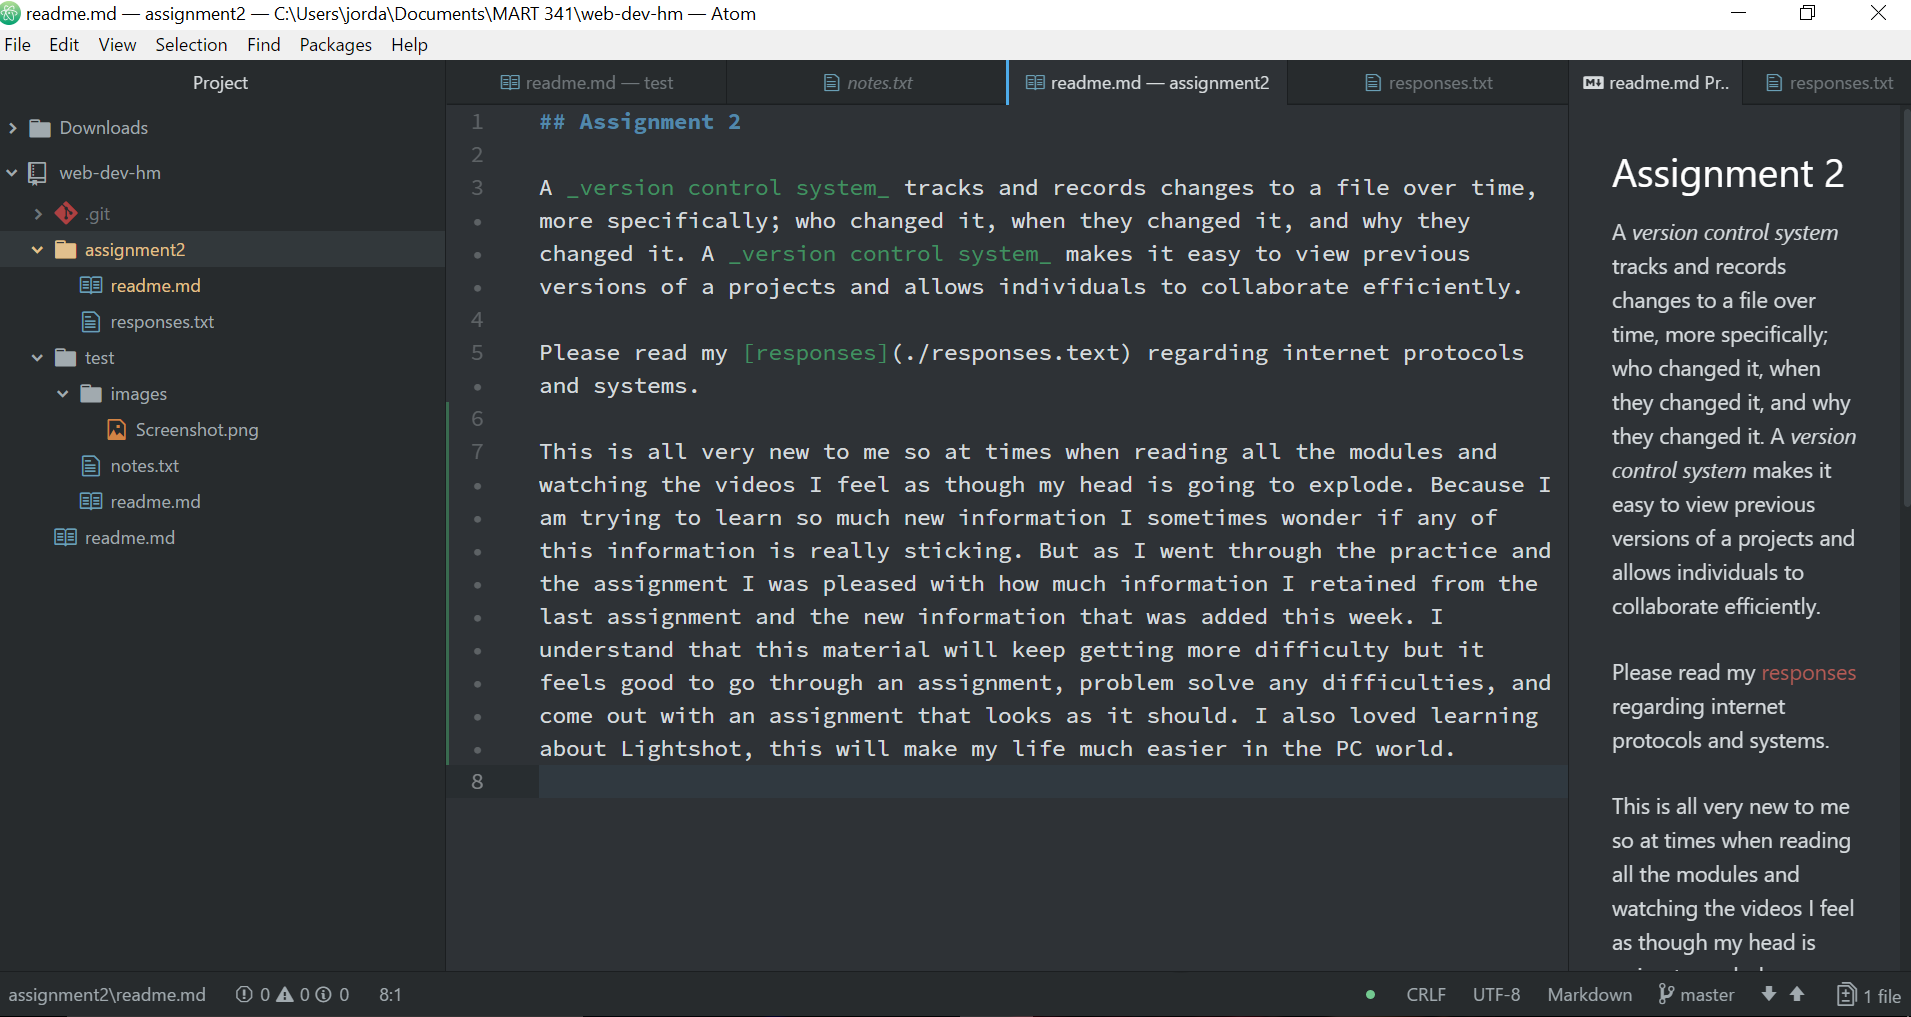 readme.md — assignment2 — C:\Users\jorda\Documents\MART 341\web-dev-hm — Atom
File Edit View Selection Find Packages Help
Project
Downloads
web-dev-hm
.git
assignment2
readme.md
responses.txt
test
images
Screenshot.png
notes.txt
readme.md
readme.md
readme.md — test
notes.txt
readme.md — assignment2
responses.txt
readme.md Pr..
responses.txt
1 ## Assignment 2
2
3 A _version control system_ tracks and records changes to a file over time,
more specifically; who changed it, when they changed it, and why they
changed it. A _version control system_ makes it easy to view previous
versions of a projects and allows individuals to collaborate efficiently.
4
5 Please read my [responses](./responses.text) regarding internet protocols
and systems.
6
7 This is all very new to me so at times when reading all the modules and
watching the videos I feel as though my head is going to explode. Because I
am trying to learn so much new information I sometimes wonder if any of
this information is really sticking. But as I went through the practice and
the assignment I was pleased with how much information I retained from the
last assignment and the new information that was added this week. I
understand that this material will keep getting more difficulty but it
feels good to go through an assignment, problem solve any difficulties, and
come out with an assignment that looks as it should. I also loved learning
about Lightshot, this will make my life much easier in the PC world.
8
Assignment 2
A version control system
tracks and records
changes to a file over
time, more specifically;
who changed it, when
they changed it, and why
they changed it. A version
control system makes it
easy to view previous
versions of a projects and
allows individuals to
collaborate efficiently.
Please read my responses
regarding internet
protocols and systems.
This is all very new to me
so at times when reading
all the modules and
watching the videos I feel
as though my head is
assignment2\readme.md 0 0 0 8:1
CRLF UTF-8 Markdown master 1 file